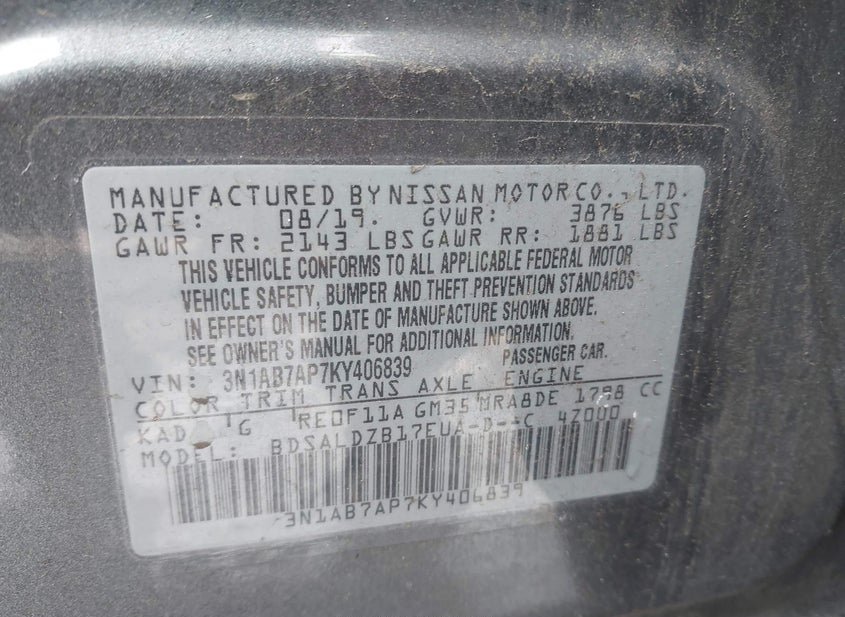 MANUFACTURED BY NISSAN MOTOR CO., LTD.
DATE: 08/19. GVWR: 3876 LBS
GAWR FR: 2143 LBS GAWR RR: 1881 LBS
THIS VEHICLE CONFORMS TO ALL APPLICABLE FEDERAL MOTOR
VEHICLE SAFETY, BUMPER AND THEFT PREVENTION STANDARDS
IN EFFECT ON THE DATE OF MANUFACTURE SHOWN ABOVE.
SEE OWNER'S MANUAL FOR ADDITIONAL INFORMATION.
VIN: 3N1AB7AP7KY406839 PASSENGER CAR.
COLOR TRIM TRANS AXLE ENGINE
KAD G RE0F11A GM35 MRA8DE 1798 CC
MODEL: BDSALDZB17EUA-D--C 4Z000
3N1AB7AP7KY406839